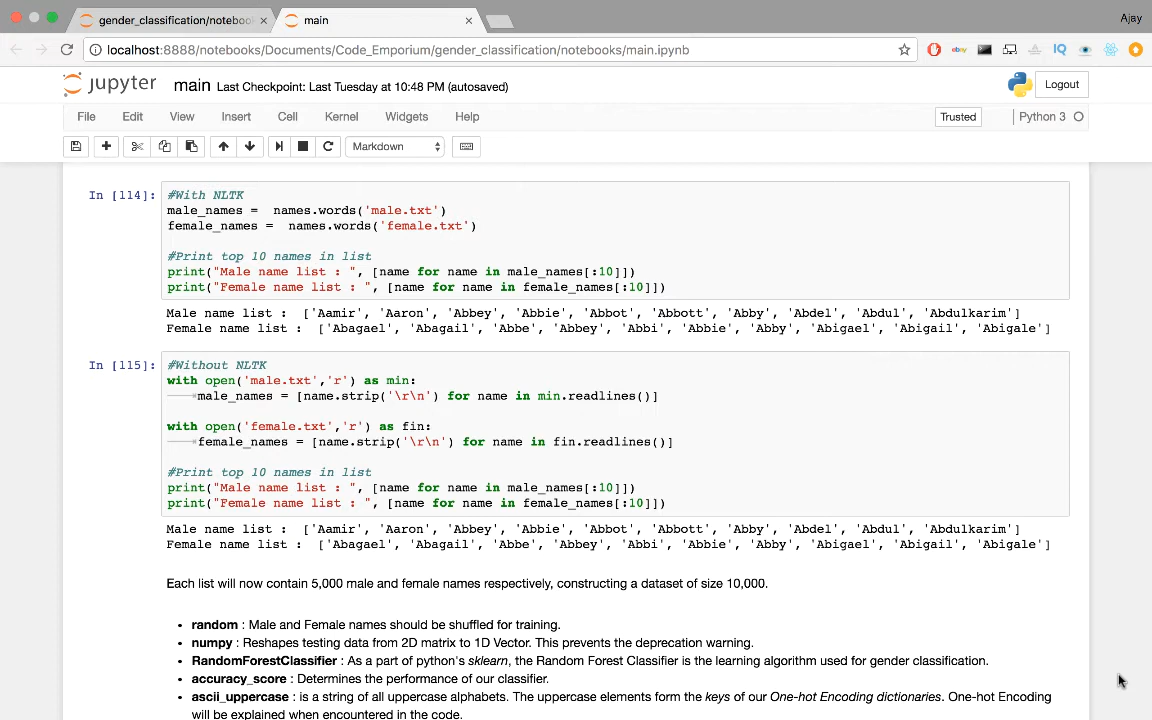 gender_classification/noteboo
main
Ajay
localhost:8888/notebooks/Documents/Code_Emporium/gender_classification/notebooks/main.ipynb
ebay
IQ
jupyter main Last Checkpoint: Last Tuesday at 10:48 PM (autosaved)
Logout
File Edit View Insert Cell Kernel Widgets Help
Trusted
Python 3
Markdown
In [114]: #With NLTK
male_names =  names.words('male.txt')
female_names =  names.words('female.txt')
#Print top 10 names in list
print("Male name list : ", [name for name in male_names[:10]])
print("Female name list : ", [name for name in female_names[:10]])
Male name list :  ['Aamir', 'Aaron', 'Abbey', 'Abbie', 'Abbot', 'Abbott', 'Abby', 'Abdel', 'Abdul', 'Abdulkarim']
Female name list :  ['Abagael', 'Abagail', 'Abbe', 'Abbey', 'Abbi', 'Abbie', 'Abby', 'Abigael', 'Abigail', 'Abigale']
In [115]: #Without NLTK
with open('male.txt','r') as min:
male_names = [name.strip('\r\n') for name in min.readlines()]
with open('female.txt','r') as fin:
female_names = [name.strip('\r\n') for name in fin.readlines()]
#Print top 10 names in list
print("Male name list : ", [name for name in male_names[:10]])
print("Female name list : ", [name for name in female_names[:10]])
Male name list :  ['Aamir', 'Aaron', 'Abbey', 'Abbie', 'Abbot', 'Abbott', 'Abby', 'Abdel', 'Abdul', 'Abdulkarim']
Female name list :  ['Abagael', 'Abagail', 'Abbe', 'Abbey', 'Abbi', 'Abbie', 'Abby', 'Abigael', 'Abigail', 'Abigale']
Each list will now contain 5,000 male and female names respectively, constructing a dataset of size 10,000.
• random : Male and Female names should be shuffled for training.
• numpy : Reshapes testing data from 2D matrix to 1D Vector. This prevents the deprecation warning.
• RandomForestClassifier : As a part of python's sklearn, the Random Forest Classifier is the learning algorithm used for gender classification.
• accuracy_score : Determines the performance of our classifier.
• ascii_uppercase : is a string of all uppercase alphabets. The uppercase elements form the keys of our One-hot Encoding dictionaries. One-hot Encoding
will be explained when encountered in the code.